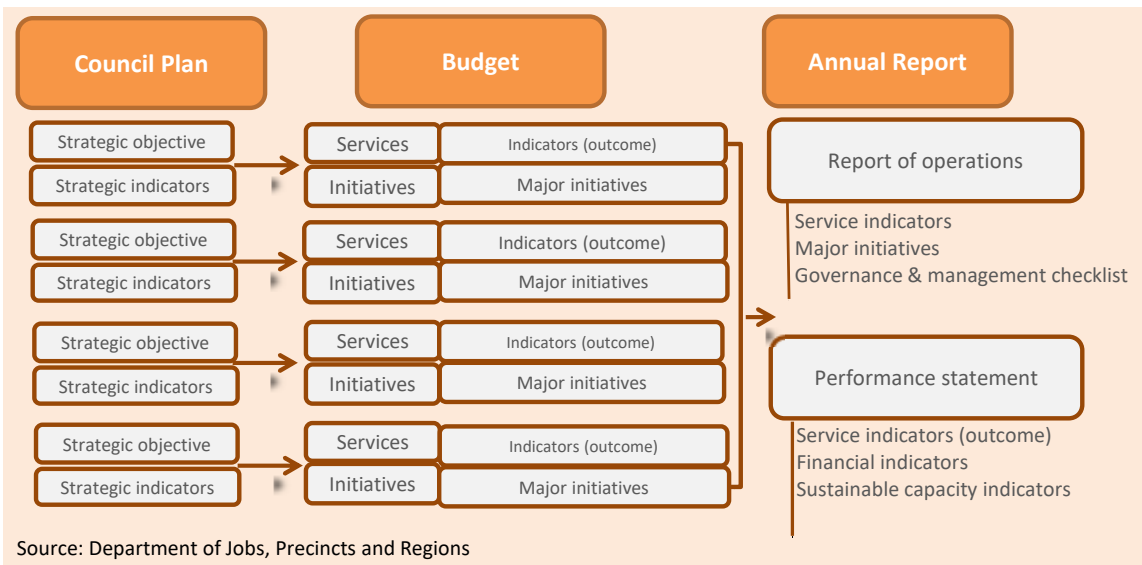 Council Plan
Budget
Annual Report
Strategic objective
Strategic indicators
Services
Indicators (outcome)
Initiatives
Major initiatives
Strategic objective
Strategic indicators
Services
Indicators (outcome)
Initiatives
Major initiatives
Strategic objective
Strategic indicators
Services
Indicators (outcome)
Initiatives
Major initiatives
Strategic objective
Strategic indicators
Services
Indicators (outcome)
Initiatives
Major initiatives
Report of operations
Service indicators
Major initiatives
Governance & management checklist
Performance statement
Service indicators (outcome)
Financial indicators
Sustainable capacity indicators
Source: Department of Jobs, Precincts and Regions